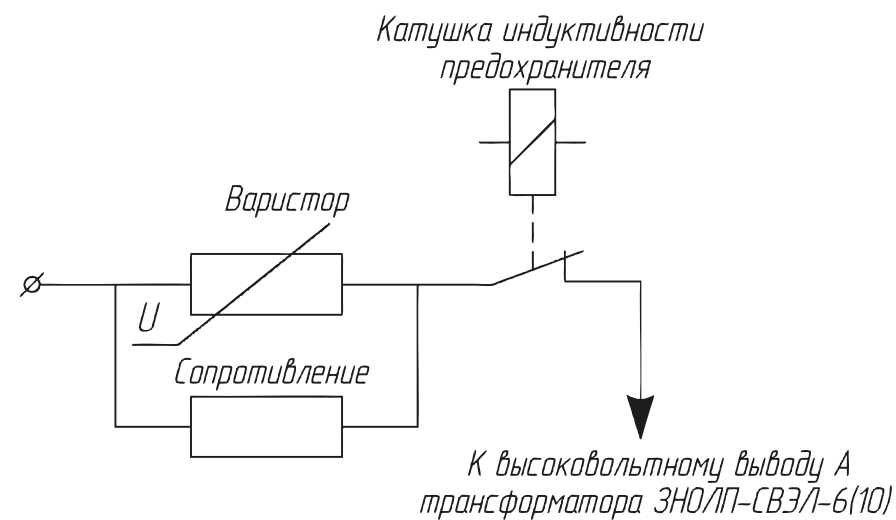 Катушка индуктивности
предохранителя
Варистор
U
Сопротивление
К высоковольтному выводу А
трансформатора ЗНОЛП-СВЭЛ-6(10)